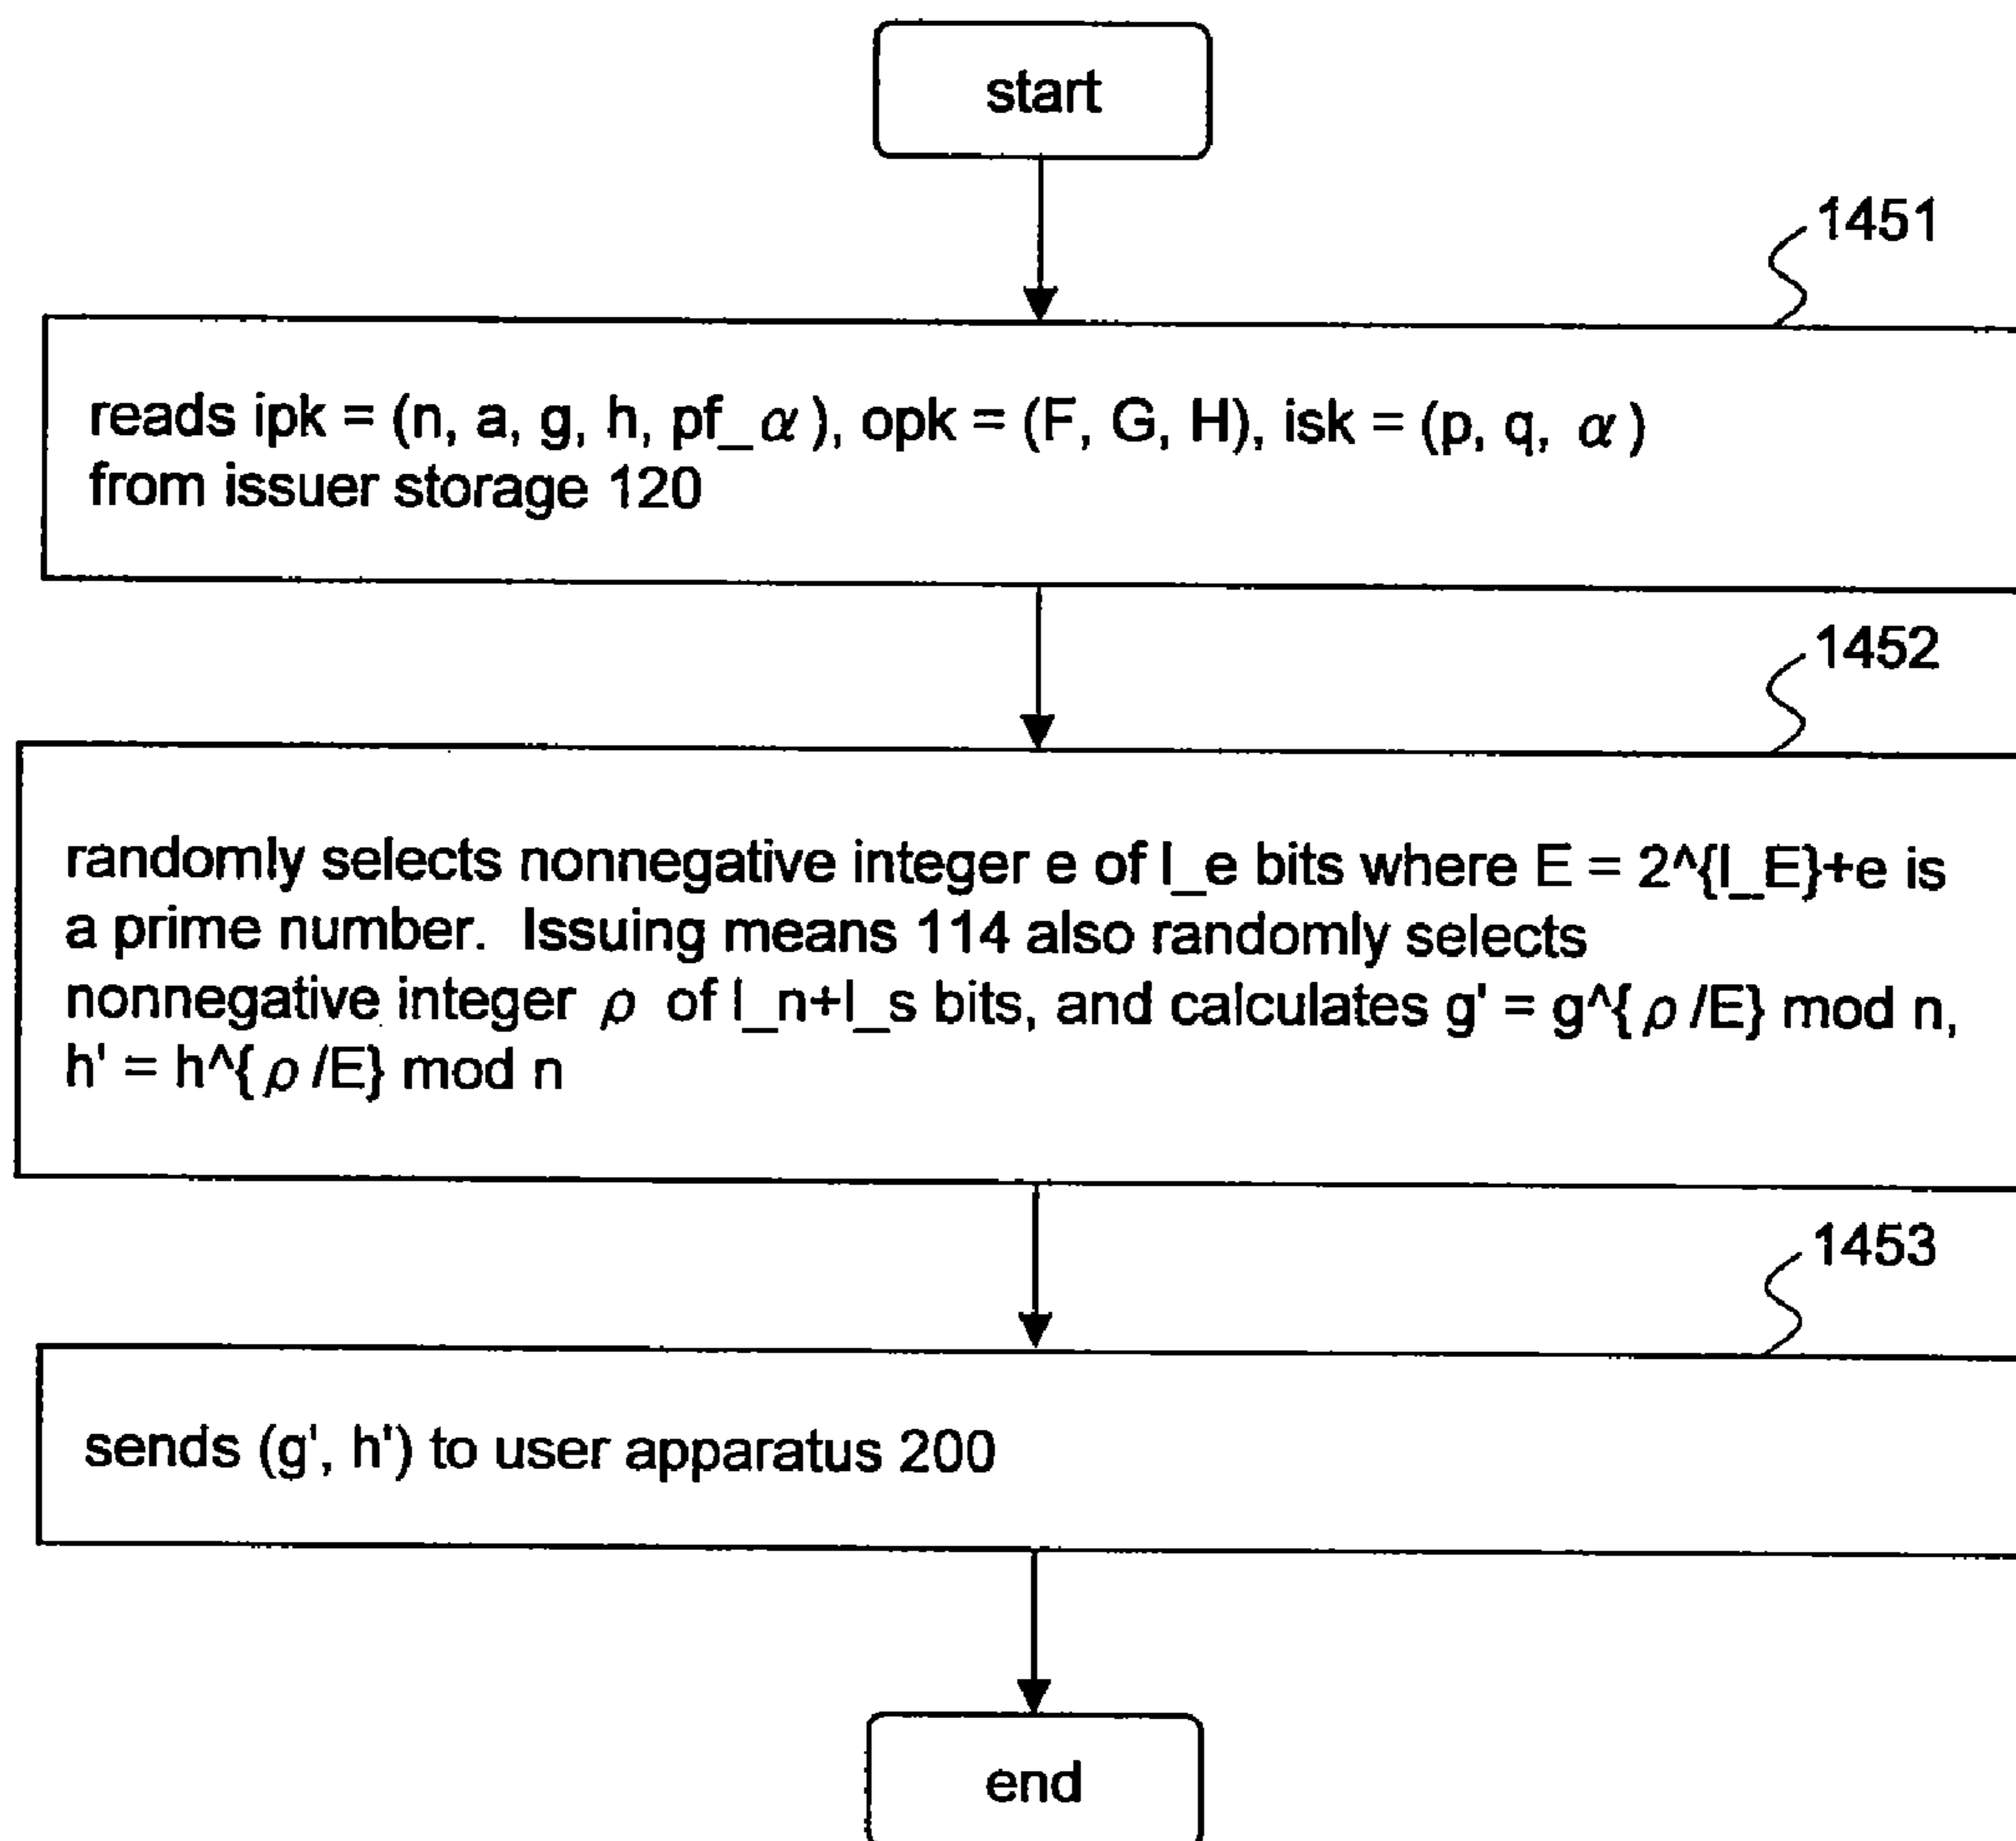 start
1451
reads ipk = (n, a, g, h, pf_α), opk = (F, G, H), isk = (p, q, α)
from issuer storage 120
1452
randomly selects nonnegative integer e of l_e bits where E = 2^{l_E}+e is
a prime number. Issuing means 114 also randomly selects
nonnegative integer ρ of l_n+l_s bits, and calculates g' = g^{ρ/E} mod n,
h' = h^{ρ/E} mod n
1453
sends (g', h') to user apparatus 200
end